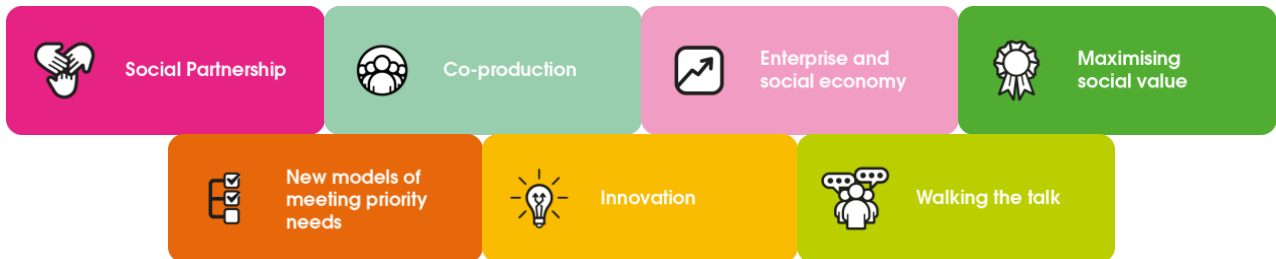 Social Partnership
Co-production
Enterprise and
social economy
Maximising
social value
New models of
meeting priority
needs
Innovation
Walking the talk